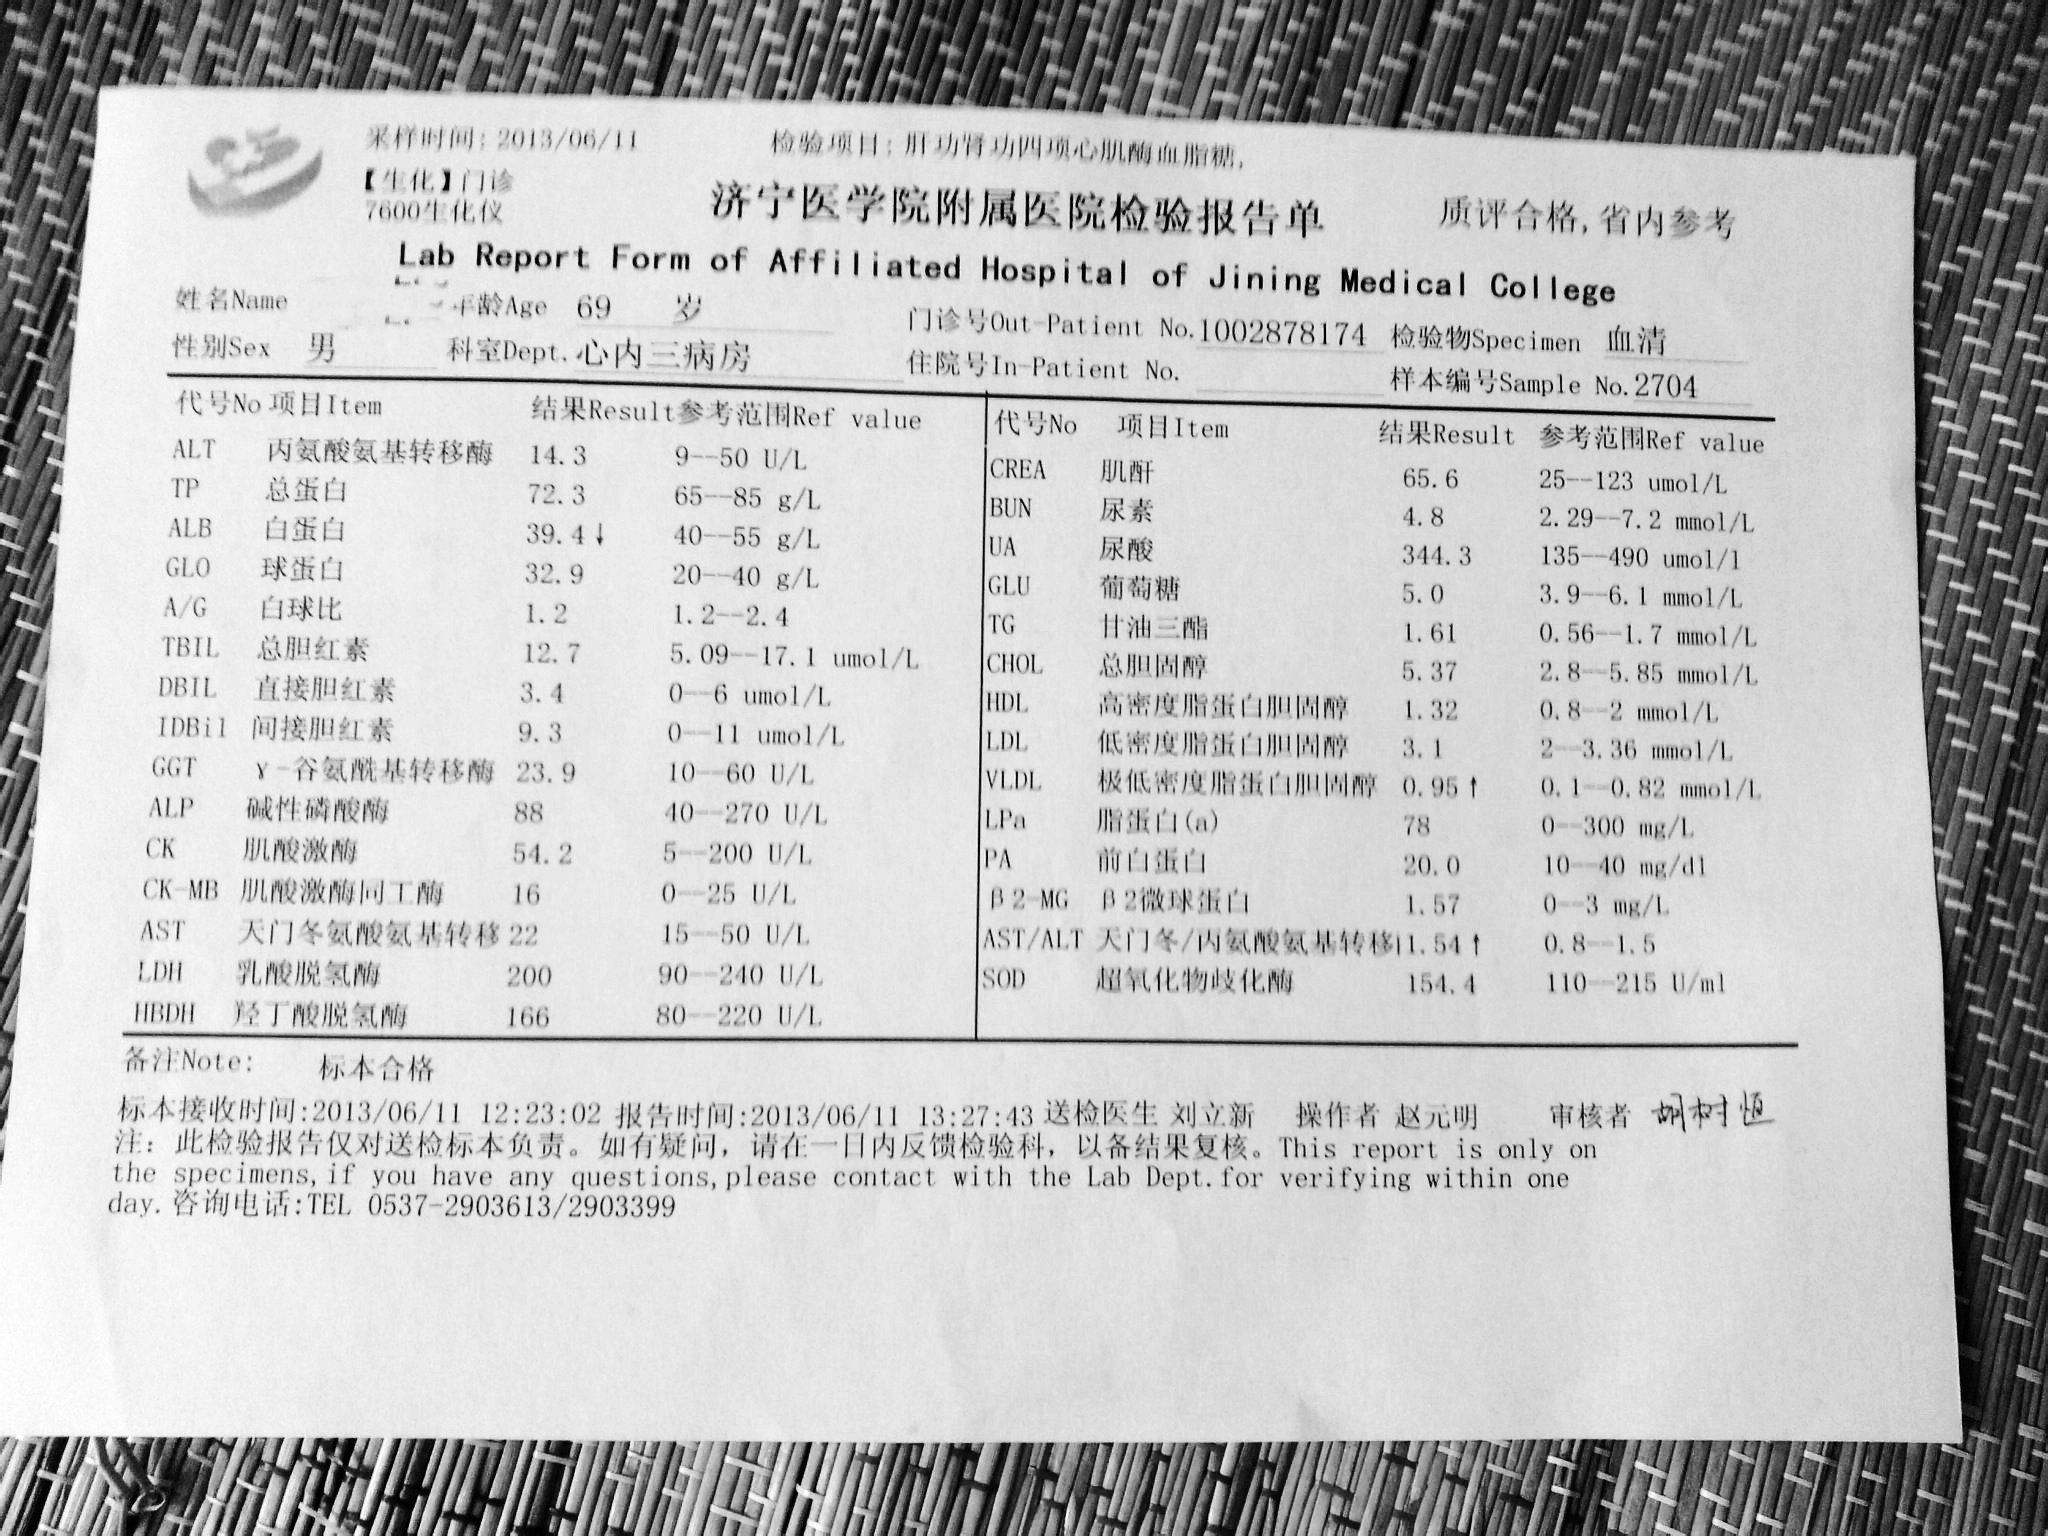 采样时间: 2013/06/11 检验项目: 肝功肾功四项心肌酶血脂糖,
【生化】门诊
7600生化仪
济宁医学院附属医院检验报告单 质评合格,省内参考
Lab Report Form of Affiliated Hospital of Jining Medical College
姓名Name 年龄Age 69 岁 门诊号Out-Patient No.1002878174 检验物Specimen 血清
性别Sex 男 科室Dept.心内三病房 住院号In-Patient No. 样本编号Sample No.2704
代号No 项目Item 结果Result参考范围Ref value 代号No 项目Item 结果Result 参考范围Ref value
ALT 丙氨酸氨基转移酶 14.3 9--50 U/L
TP 总蛋白 72.3 65--85 g/L
ALB 白蛋白 39.4↓ 40--55 g/L
GLO 球蛋白 32.9 20--40 g/L
A/G 白球比 1.2 1.2--2.4
TBIL 总胆红素 12.7 5.09--17.1 umol/L
DBIL 直接胆红素 3.4 0--6 umol/L
IDBil 间接胆红素 9.3 0--11 umol/L
GGT γ-谷氨酰基转移酶 23.9 10--60 U/L
ALP 碱性磷酸酶 88 40--270 U/L
CK 肌酸激酶 54.2 5--200 U/L
CK-MB 肌酸激酶同工酶 16 0--25 U/L
AST 天门冬氨酸氨基转移 22 15--50 U/L
LDH 乳酸脱氢酶 200 90--240 U/L
HBDH 羟丁酸脱氢酶 166 80--220 U/L
CREA 肌酐 65.6 25--123 umol/L
BUN 尿素 4.8 2.29--7.2 mmol/L
UA 尿酸 344.3 135--490 umol/l
GLU 葡萄糖 5.0 3.9--6.1 mmol/L
TG 甘油三酯 1.61 0.56--1.7 mmol/L
CHOL 总胆固醇 5.37 2.8--5.85 mmol/L
HDL 高密度脂蛋白胆固醇 1.32 0.8--2 mmol/L
LDL 低密度脂蛋白胆固醇 3.1 2--3.36 mmol/L
VLDL 极低密度脂蛋白胆固醇 0.95↑ 0.1--0.82 mmol/L
LPa 脂蛋白(a) 78 0--300 mg/L
PA 前白蛋白 20.0 10--40 mg/dl
β2-MG β2微球蛋白 1.57 0--3 mg/L
AST/ALT 天门冬/丙氨酸氨基转移 1.54↑ 0.8--1.5
SOD 超氧化物歧化酶 154.4 110--215 U/ml
备注Note: 标本合格
标本接收时间:2013/06/11 12:23:02 报告时间:2013/06/11 13:27:43 送检医生 刘立新 操作者 赵元明 审核者 胡树恒
注: 此检验报告仅对送检标本负责。如有疑问, 请在一日内反馈检验科, 以备结果复核。This report is only on
the specimens,if you have any questions,please contact with the Lab Dept.for verifying within one
day. 咨询电话:TEL 0537-2903613/2903399